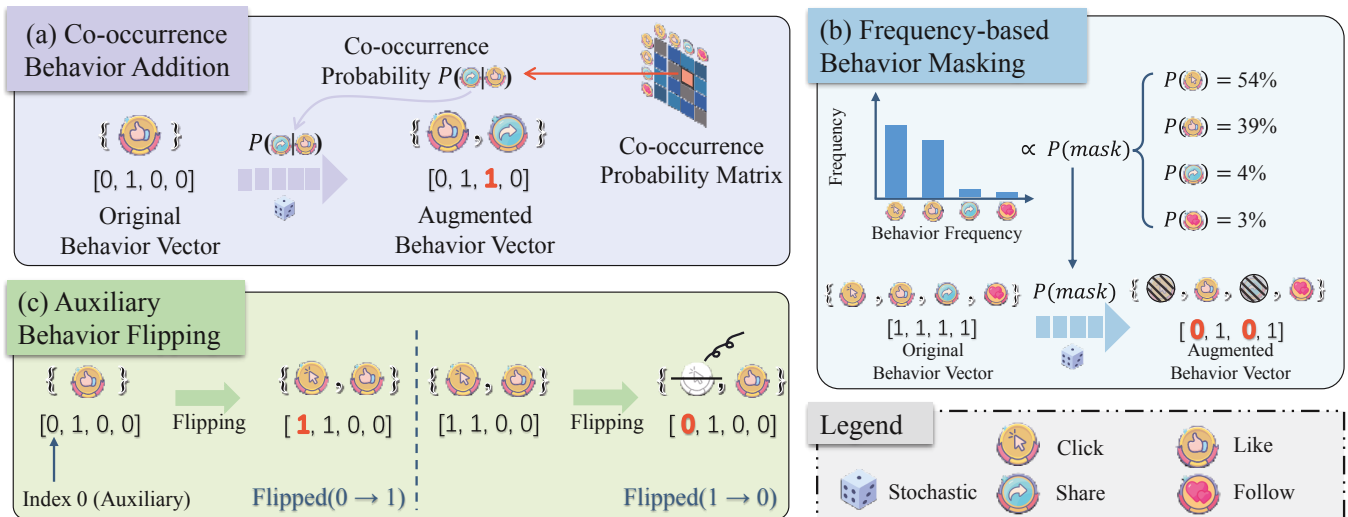 (a) Co-occurrence
Behavior Addition
Co-occurrence
Probability P(|)
{ }
P(|)
{ , }
[0, 1, 0, 0]
[0, 1, 1, 0]
Original
Behavior Vector
Augmented
Behavior Vector
Co-occurrence
Probability Matrix
(b) Frequency-based
Behavior Masking
Frequency
Behavior Frequency
∝ P(mask)
P() = 54%
P() = 39%
P() = 4%
P() = 3%
{ , , , }
P(mask)
{ , , , }
[1, 1, 1, 1]
[ 0, 1, 0, 1]
Original
Behavior Vector
Augmented
Behavior Vector
(c) Auxiliary
Behavior Flipping
{ }
{ , }
{ , }
{ , }
[0, 1, 0, 0]
Flipping
[ 1, 1, 0, 0]
[1, 1, 0, 0]
Flipping
[ 0, 1, 0, 0]
Index 0 (Auxiliary)
Flipped(0 → 1)
Flipped(1 → 0)
Legend
Stochastic
Click
Like
Share
Follow